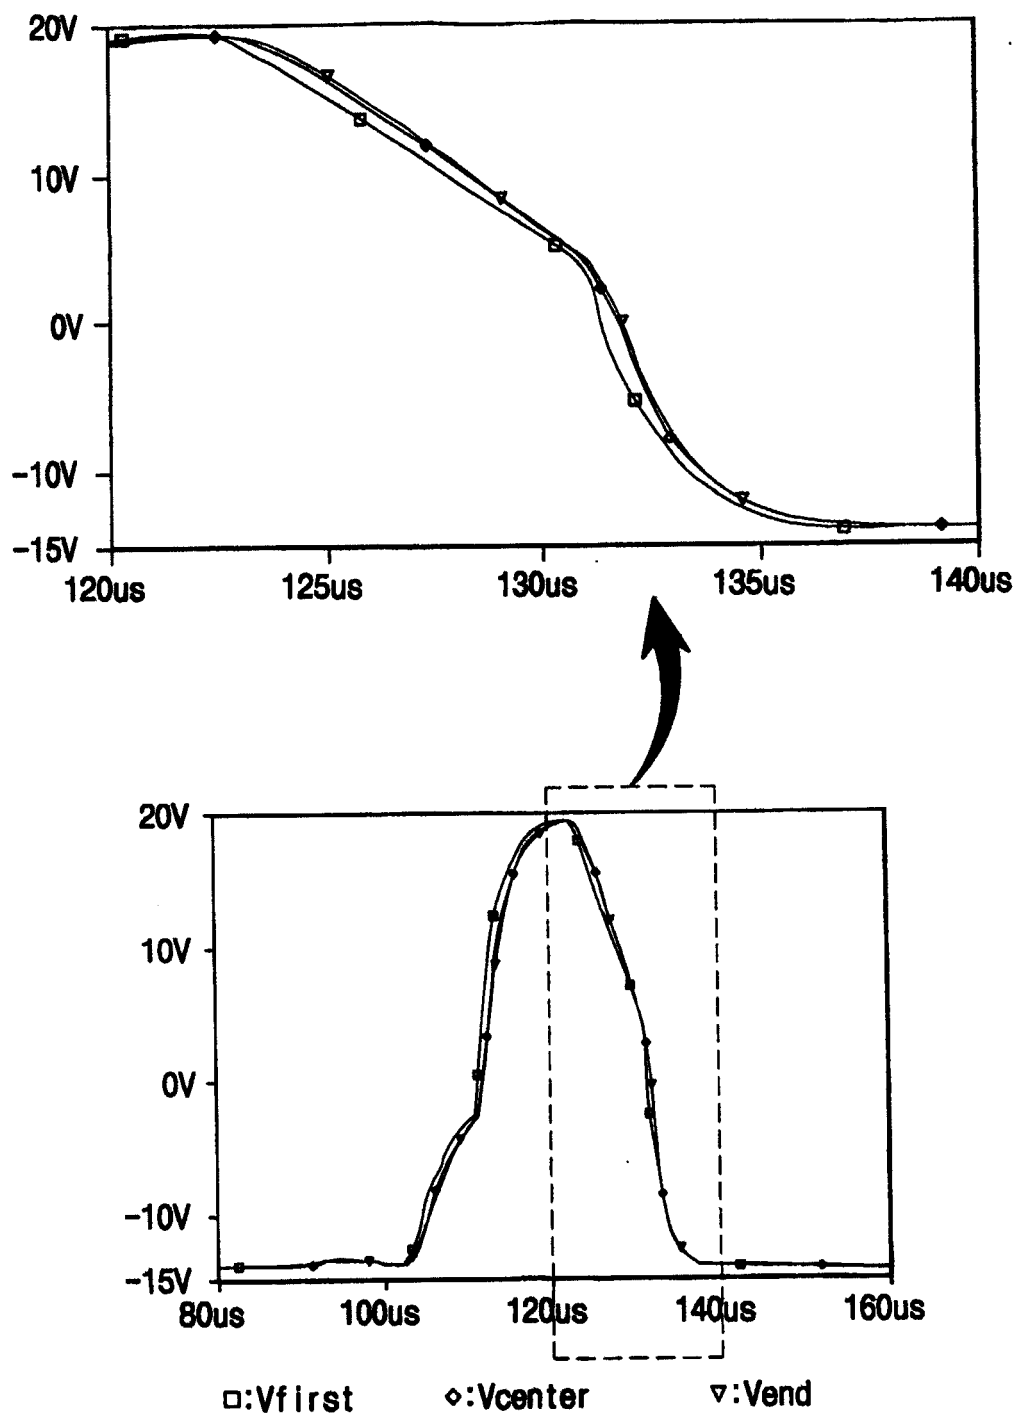 20V
10V
0V
-10V
-15V
120us 125us 130us 135us 140us
20V
10V
0V
-10V
-15V
80us 100us 120us 140us 160us
□:Vfirst ◇:Vcenter ▽:Vend